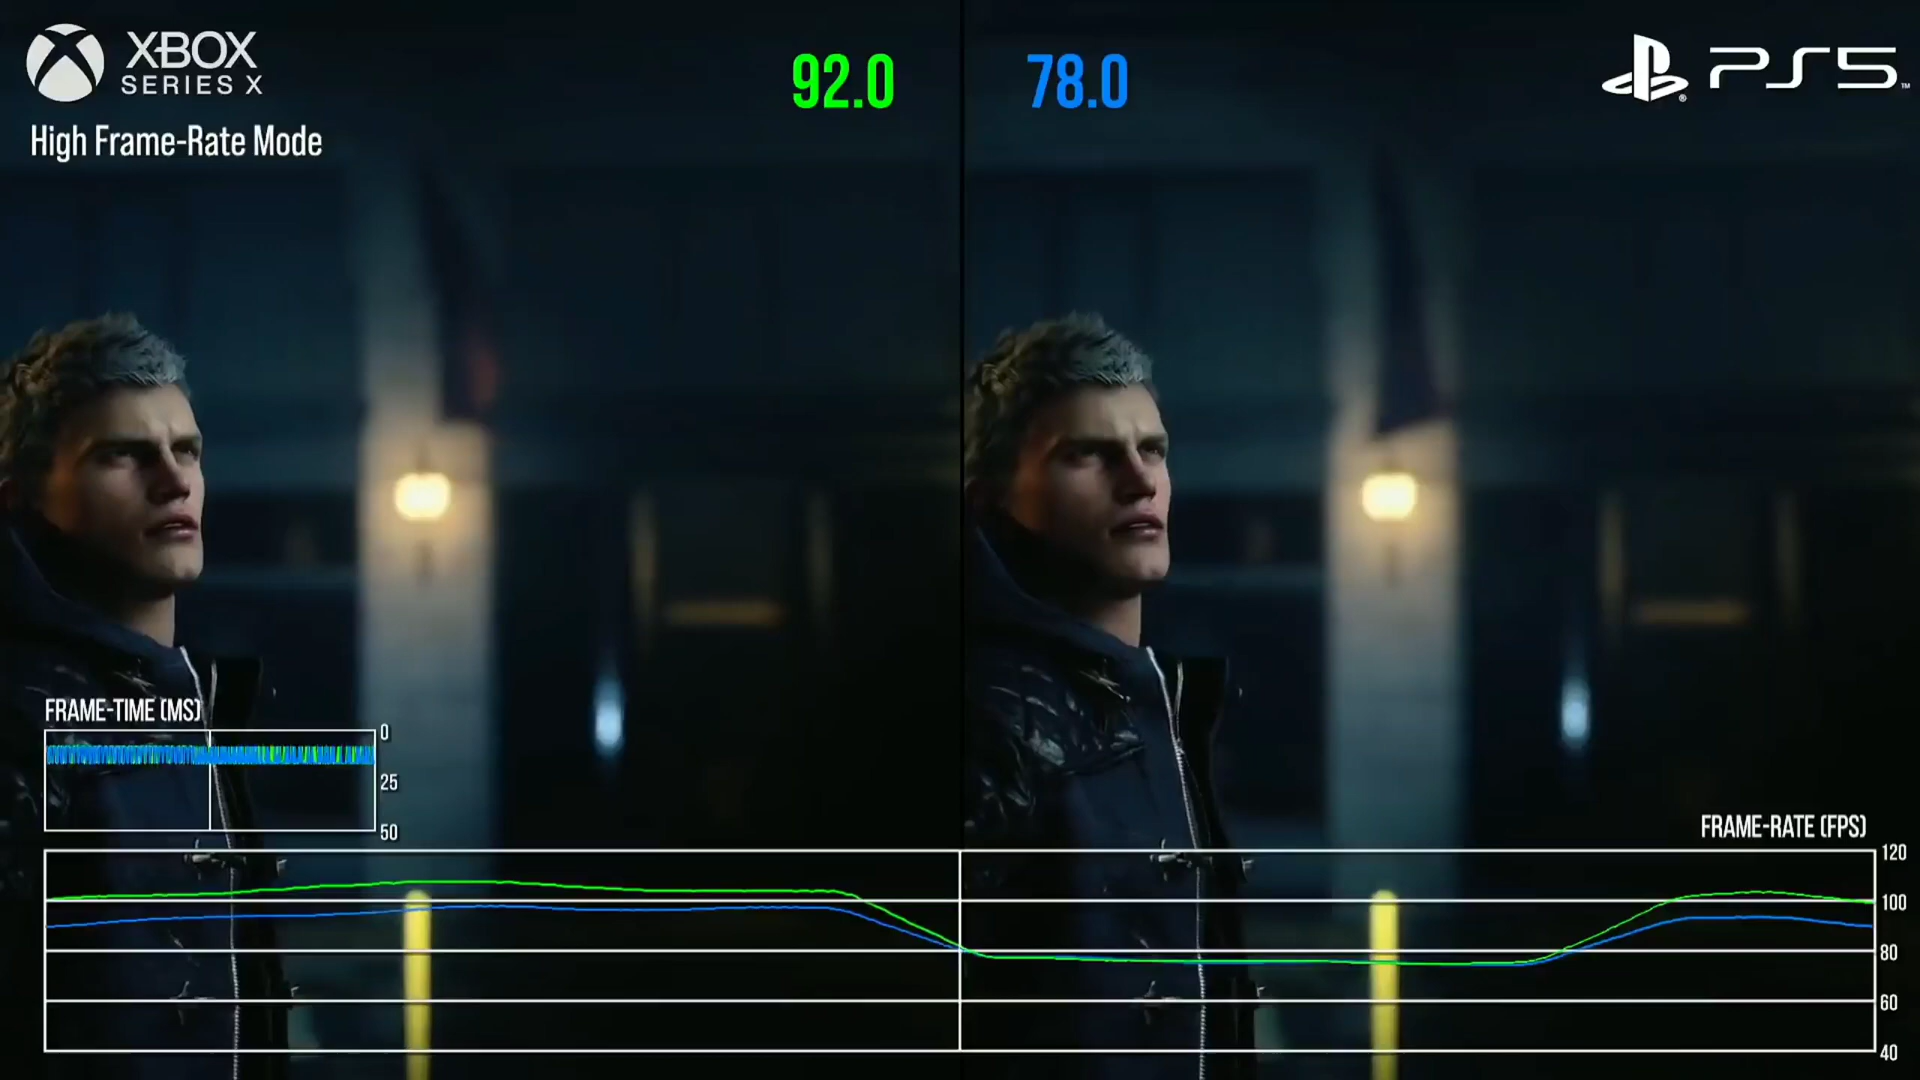 XBOX
SERIES X
High Frame-Rate Mode
92.0
78.0
PS5™
FRAME-TIME (MS)
0
25
50
FRAME-RATE (FPS)
120
100
80
60
40